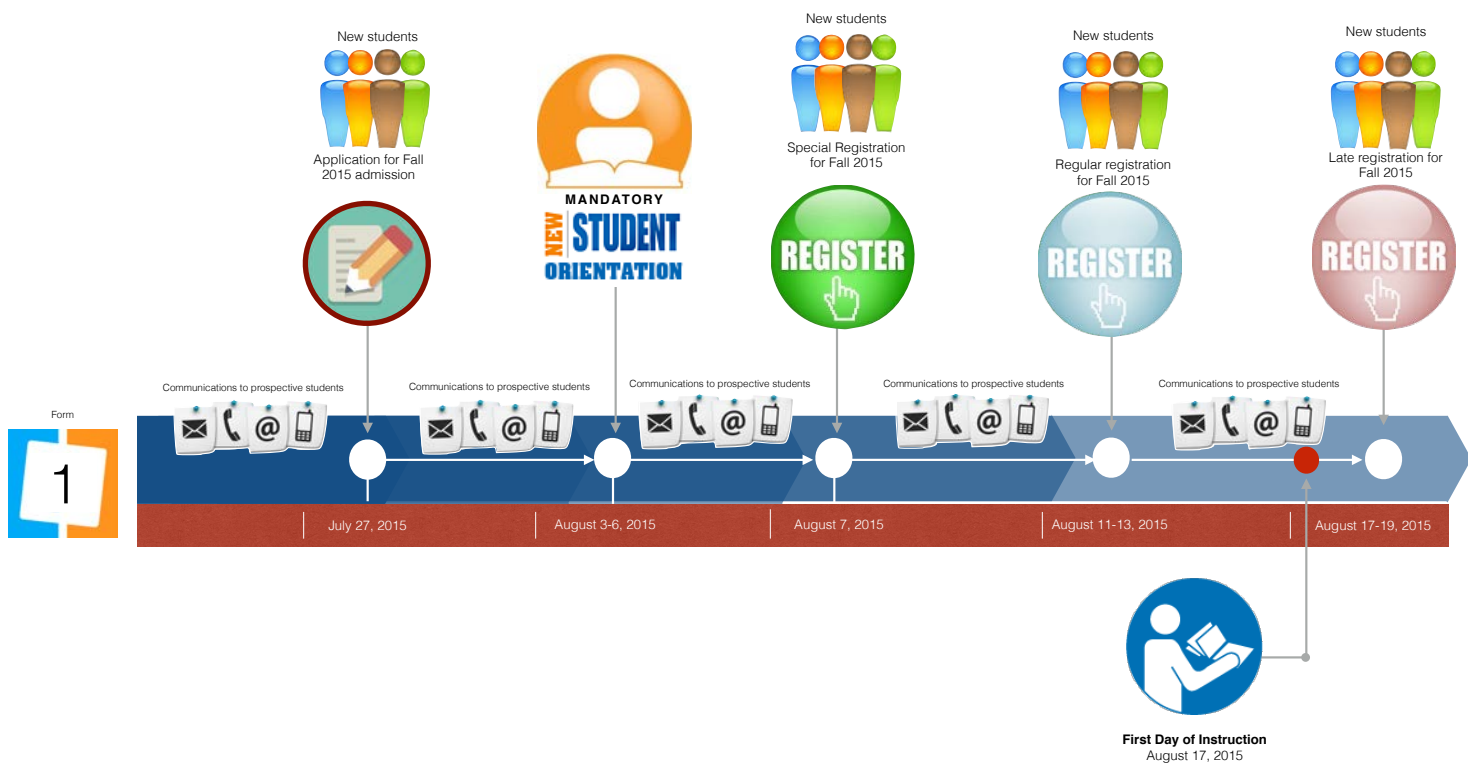 New students
Application for Fall
2015 admission
MANDATORY
NEW STUDENT
ORIENTATION
New students
Special Registration
for Fall 2015
REGISTER
New students
Regular registration
for Fall 2015
REGISTER
New students
Late registration for
Fall 2015
REGISTER
Communications to prospective students
@
Communications to prospective students
@
Communications to prospective students
@
Communications to prospective students
@
Communications to prospective students
@
Form
1
July 27, 2015
August 3-6, 2015
August 7, 2015
August 11-13, 2015
August 17-19, 2015
First Day of Instruction
August 17, 2015